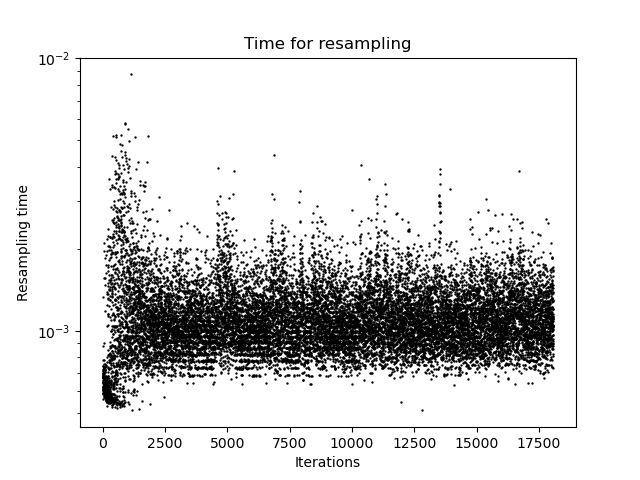 Time for resampling
10⁻²
Resampling time
10⁻³
0 2500 5000 7500 10000 12500 15000 17500
Iterations